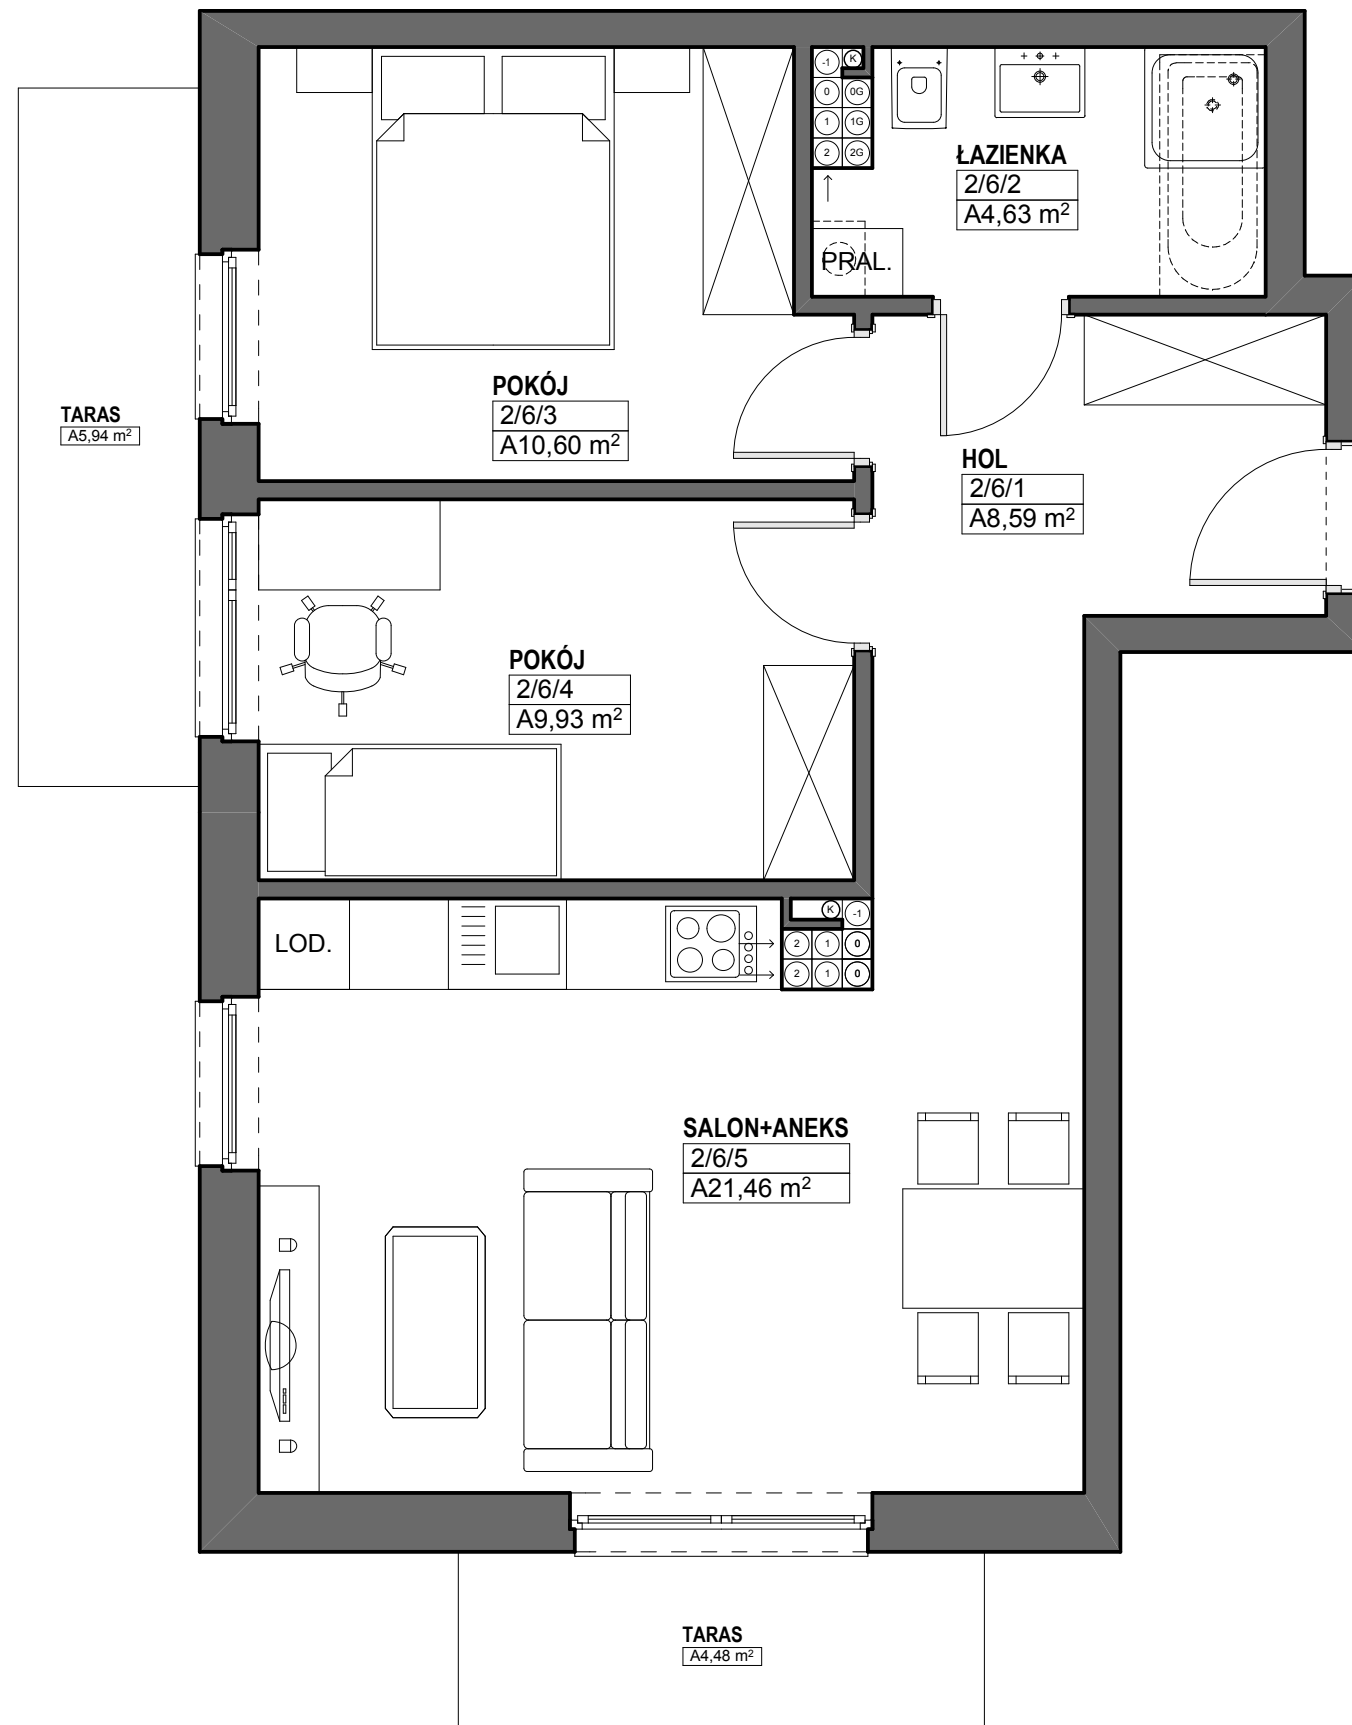 -1
K
0
0G
1
1G
2
2G
PRAL.
ŁAZIENKA
2/6/2
A4,63 m²
POKÓJ
2/6/3
A10,60 m²
TARAS
A5,94 m²
HOL
2/6/1
A8,59 m²
POKÓJ
2/6/4
A9,93 m²
LOD.
K
-1
2
1
0
2
1
0
SALON+ANEKS
2/6/5
A21,46 m²
TARAS
A4,48 m²